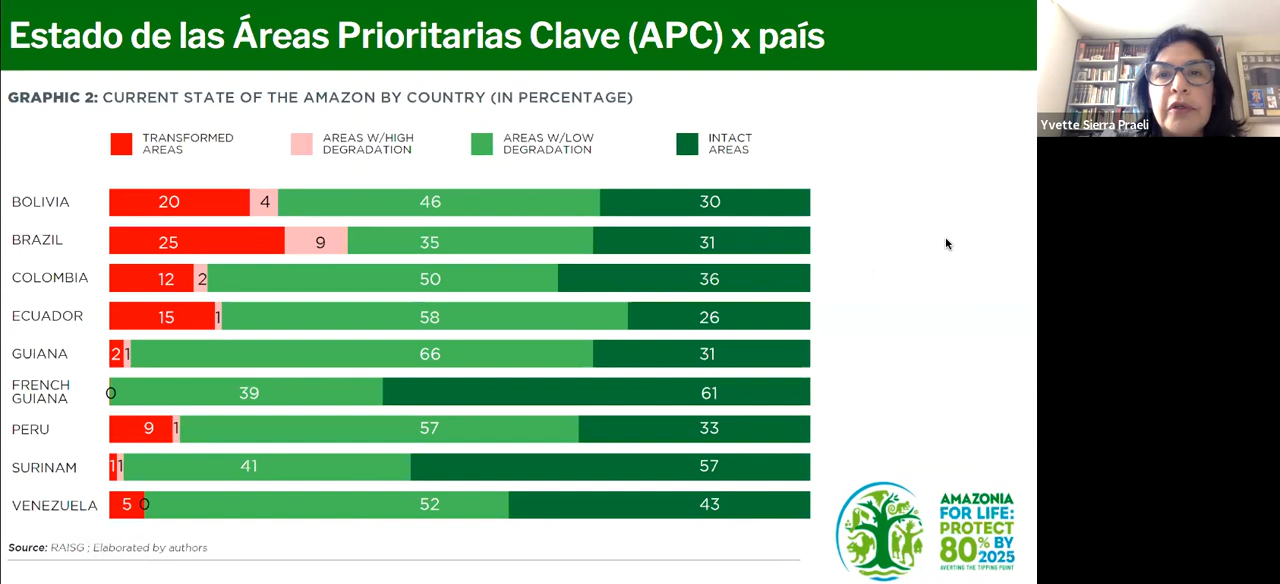 Estado de las Áreas Prioritarias Clave (APC) x país
GRAPHIC 2: CURRENT STATE OF THE AMAZON BY COUNTRY (IN PERCENTAGE)
TRANSFORMED
AREAS
AREAS W/HIGH
DEGRADATION
AREAS W/LOW
DEGRADATION
INTACT
AREAS
BOLIVIA 20 4 46 30
BRAZIL 25 9 35 31
COLOMBIA 12 2 50 36
ECUADOR 15 1 58 26
GUIANA 2 1 66 31
FRENCH
GUIANA 0 39 61
PERU 9 1 57 33
SURINAM 1 1 41 57
VENEZUELA 5 0 52 43
Source: RAISG ; Elaborated by authors
AMAZONIA
FOR LIFE:
PROTECT
80% BY
2025
AVERTING THE TIPPING POINT
Yvette Sierra Praeli